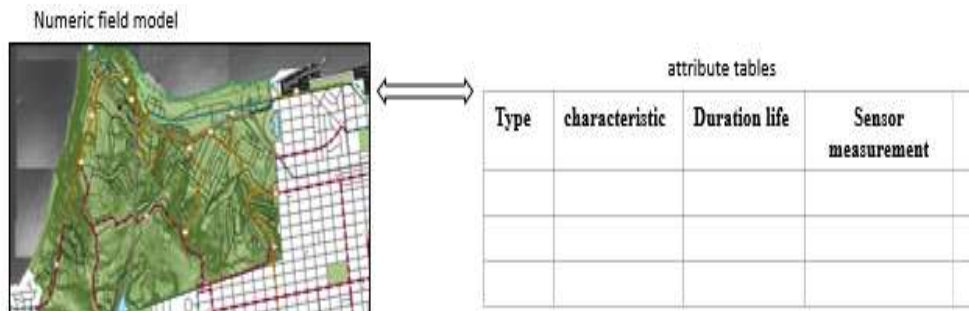 Numeric field model
attribute tables
Type characteristic Duration life Sensor
measurement